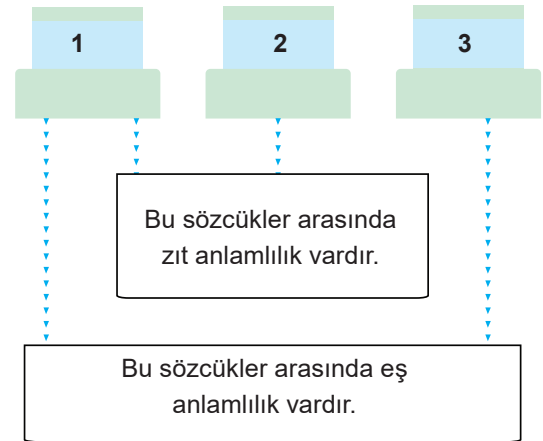 1 2 3
Bu sözcükler arasında
zıt anlamlılık vardır.
Bu sözcükler arasında eş
anlamlılık vardır.